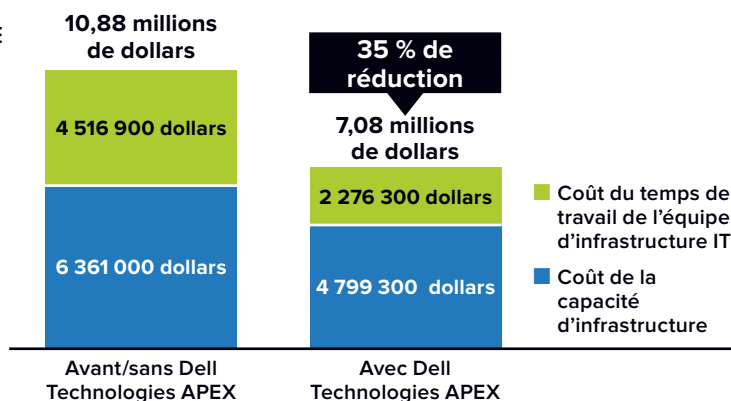 10,88 millions
de dollars
4 516 900 dollars
6 361 000 dollars
Avant/sans Dell
Technologies APEX
35 % de
réduction
7,08 millions
de dollars
2 276 300 dollars
4 799 300 dollars
Avec Dell
Technologies APEX
Coût du temps de
travail de l’équipe
d’infrastructure IT
Coût de la
capacité
d’infrastructure